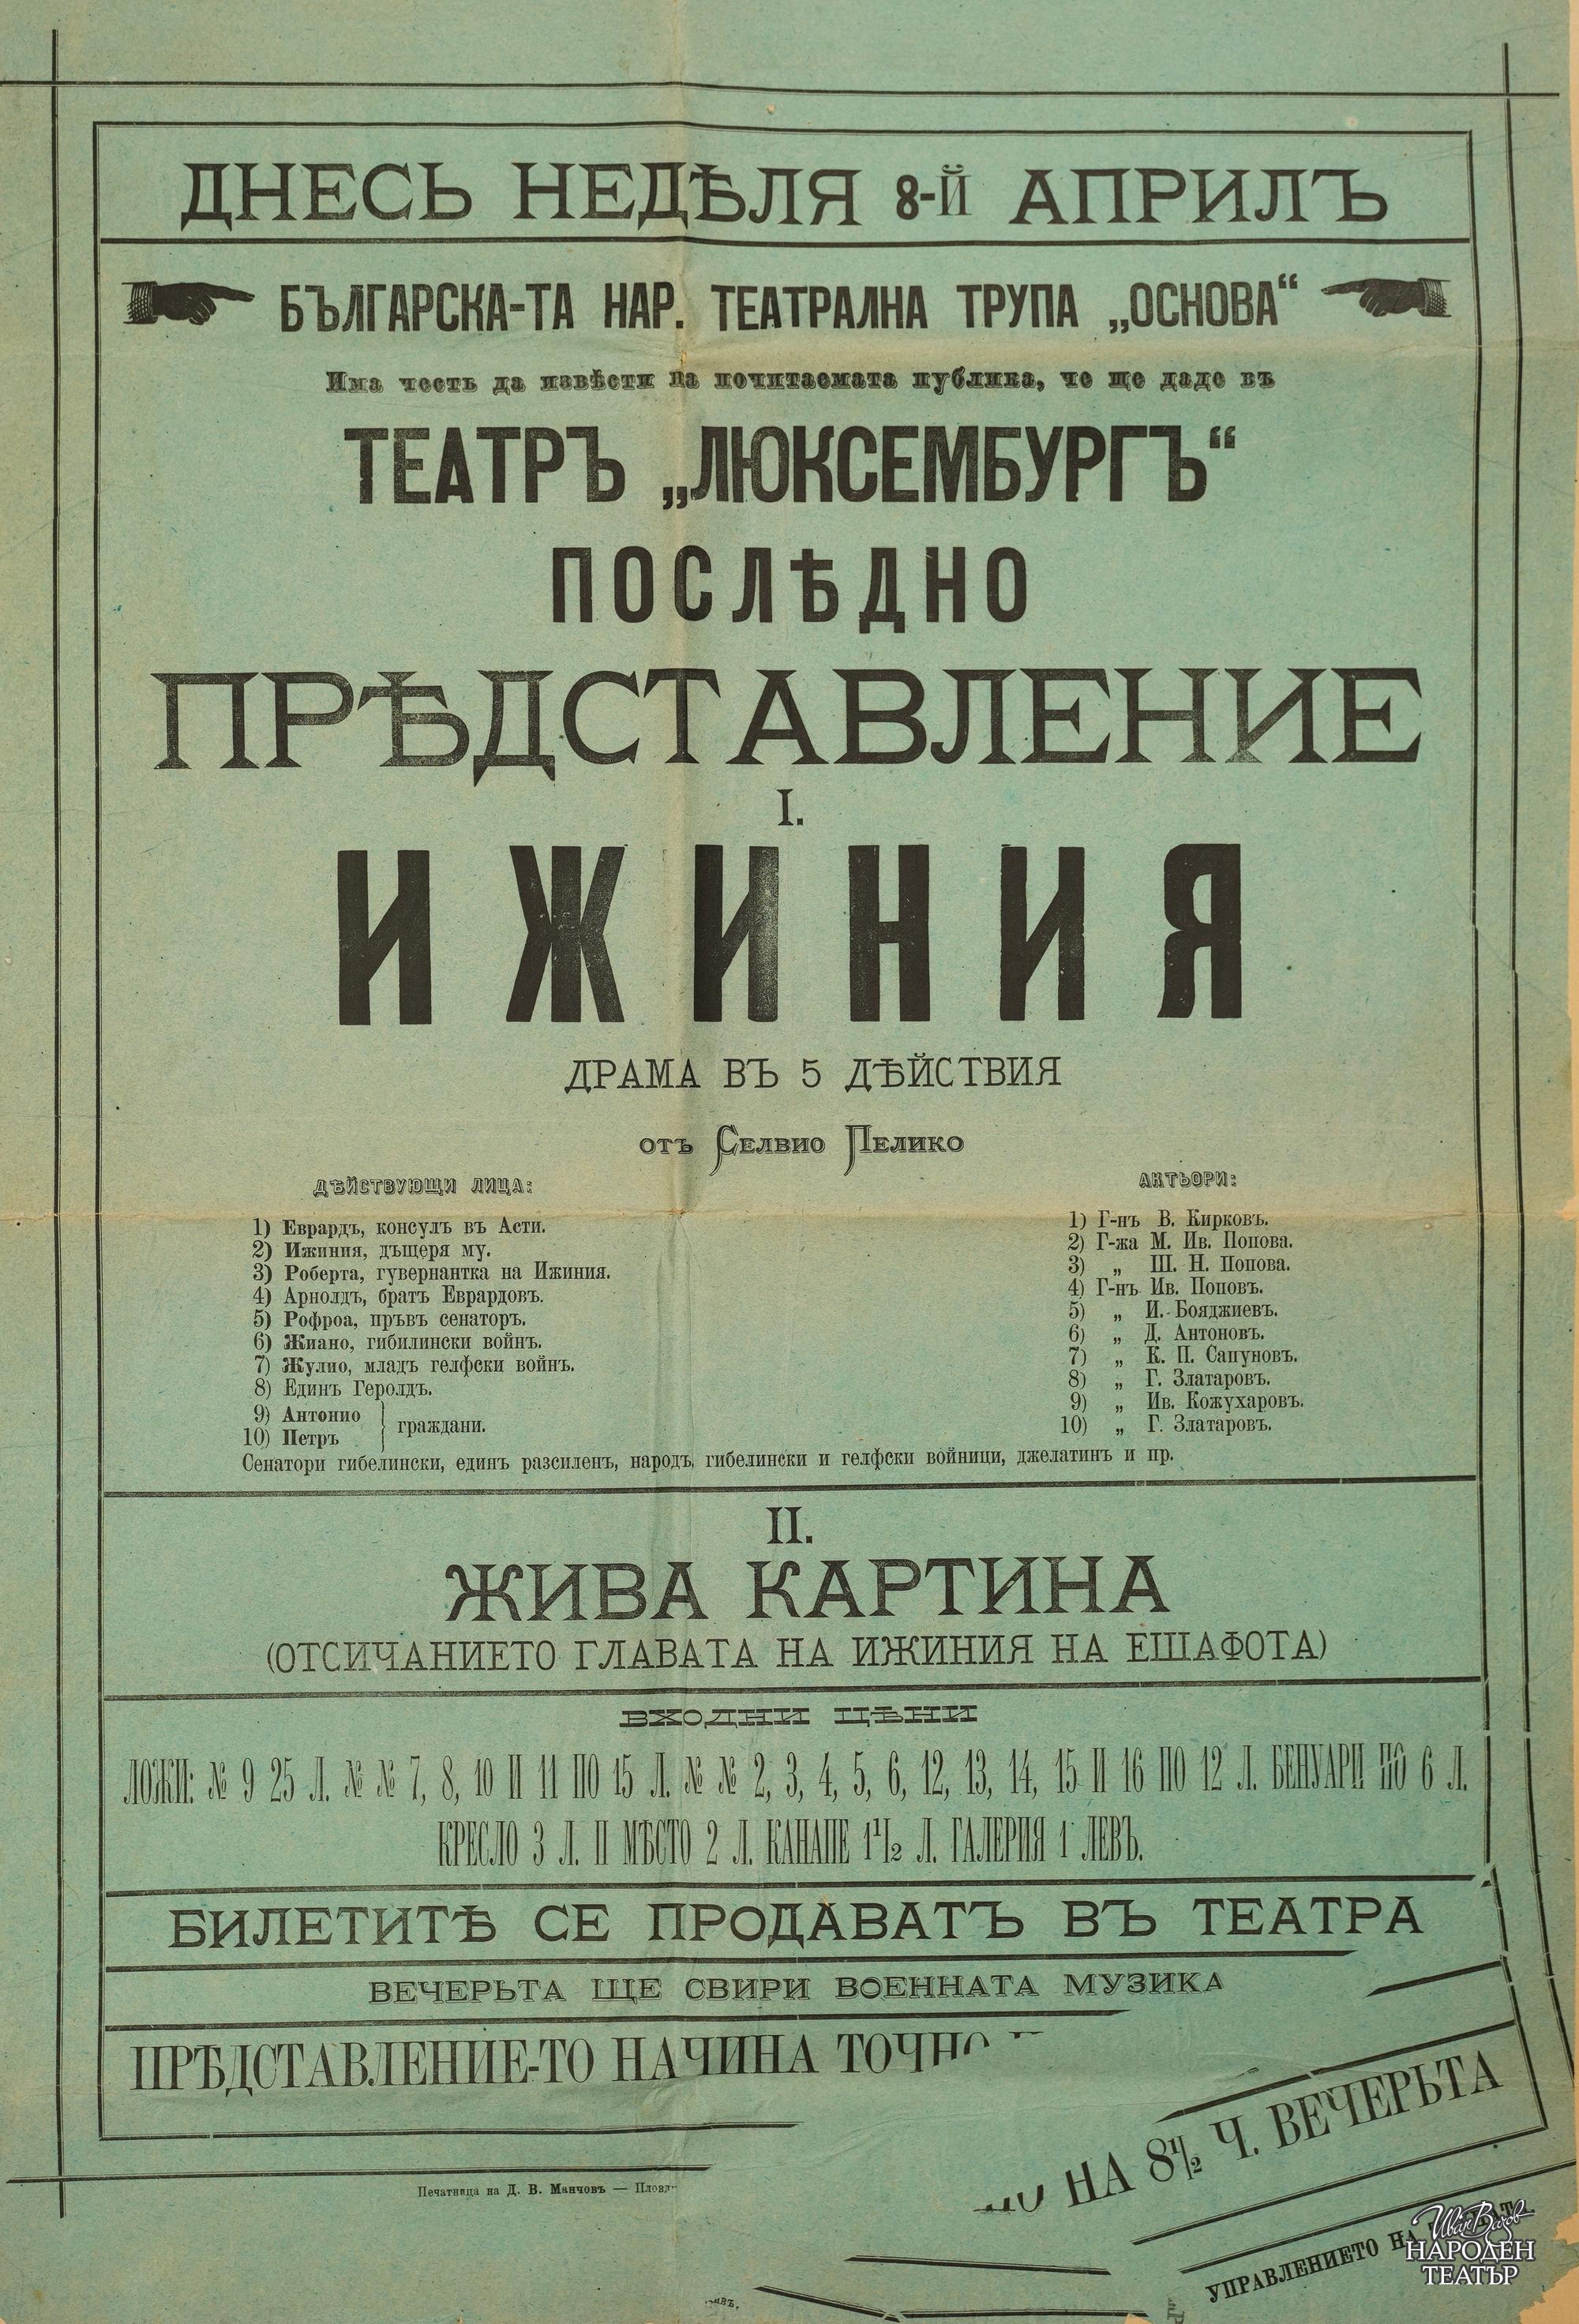 ДНЕСЬ НЕДѢЛЯ 8-Й АПРИЛЪ
БЪЛГАРСКА-ТА НАР. ТЕАТРАЛНА ТРУПА „ОСНОВА“
Има честь да извѣсти на почитаемата публика, че ще даде въ
ТЕАТРЪ „ЛЮКСЕМБУРГЪ“
ПОСЛѢДНО
ПРѢДСТАВЛЕНИЕ
I.
ИЖИНИЯ
ДРАМА ВЪ 5 ДѢЙСТВИЯ
отъ Селвио Пелико
ДѢЙСТВУЮЩИ ЛИЦА:
1) Еврардъ, консулъ въ Асти.
2) Ижиния, дъщеря му.
3) Роберта, гувернантка на Ижиния.
4) Арнолдъ, братъ Еврардовъ.
5) Рофроа, пръвъ сенаторъ.
6) Жиано, гибилински войнъ.
7) Жулио, младъ гелфски войнъ.
8) Единъ Геролдъ.
9) Антонио
10) Петръ
граждани.
АКТЬОРИ:
1) Г-нъ В. Кирковъ.
2) Г-жа М. Ив. Попова.
3) „ Ш. Н. Попова.
4) Г-нъ Ив. Поповъ.
5) „ И. Бояджиевъ.
6) „ Д. Антоновъ.
7) „ К. П. Сапуновъ.
8) „ Г. Златаровъ.
9) „ Ив. Кожухаровъ.
10) „ Г. Златаровъ.
Сенатори гибелински, единъ разсиленъ, народъ, гибелински и гелфски войници, джелатинъ и пр.
II.
ЖИВА КАРТИНА
(ОТСИЧАНИЕТО ГЛАВАТА НА ИЖИНИЯ НА ЕШАФОТА)
ВХОДНИ ЦѢНИ
ЛОЖИ: № 9 25 Л. № № 7, 8, 10 И 11 ПО 15 Л. № № 2, 3, 4, 5, 6, 12, 13, 14, 15 И 16 ПО 12 Л. БЕНУАРИ ПО 6 Л.
КРЕСЛО 3 Л. II МѢСТО 2 Л. КАНАПЕ 1½ Л. ГАЛЕРИЯ 1 ЛЕВЪ.
БИЛЕТИТѢ СЕ ПРОДАВАТЪ ВЪ ТЕАТРА
ВЕЧЕРЬТА ЩЕ СВИРИ ВОЕННАТА МУЗИКА
ПРѢДСТАВЛЕНИЕ-ТО НАЧИНА ТОЧНО
НА 8½ Ч. ВЕЧЕРЬТА
Печатница на Д. В. Манчовъ —
УПРАВЛЕНИЕТО
Иван Вазов
НАРОДЕН
ТЕАТЪР